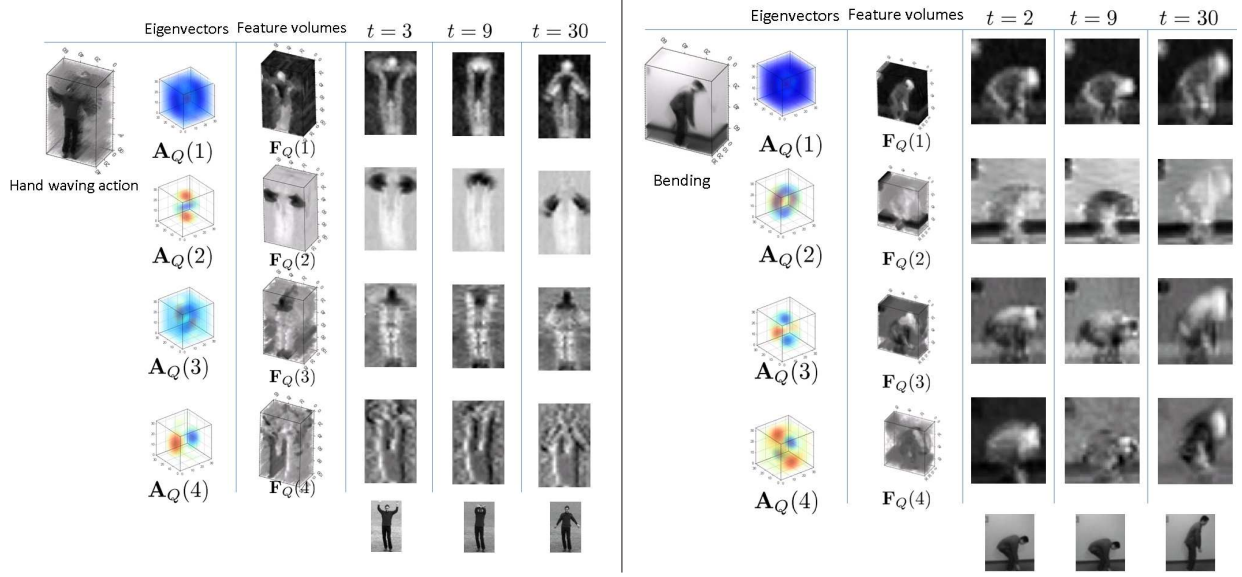 Eigenvectors Feature volumes t = 3 t = 9 t = 30
A_Q(1) F_Q(1)
Hand waving action
A_Q(2) F_Q(2)
A_Q(3) F_Q(3)
A_Q(4) F_Q(4)
Eigenvectors Feature volumes t = 2 t = 9 t = 30
A_Q(1) F_Q(1)
Bending
A_Q(2) F_Q(2)
A_Q(3) F_Q(3)
A_Q(4) F_Q(4)